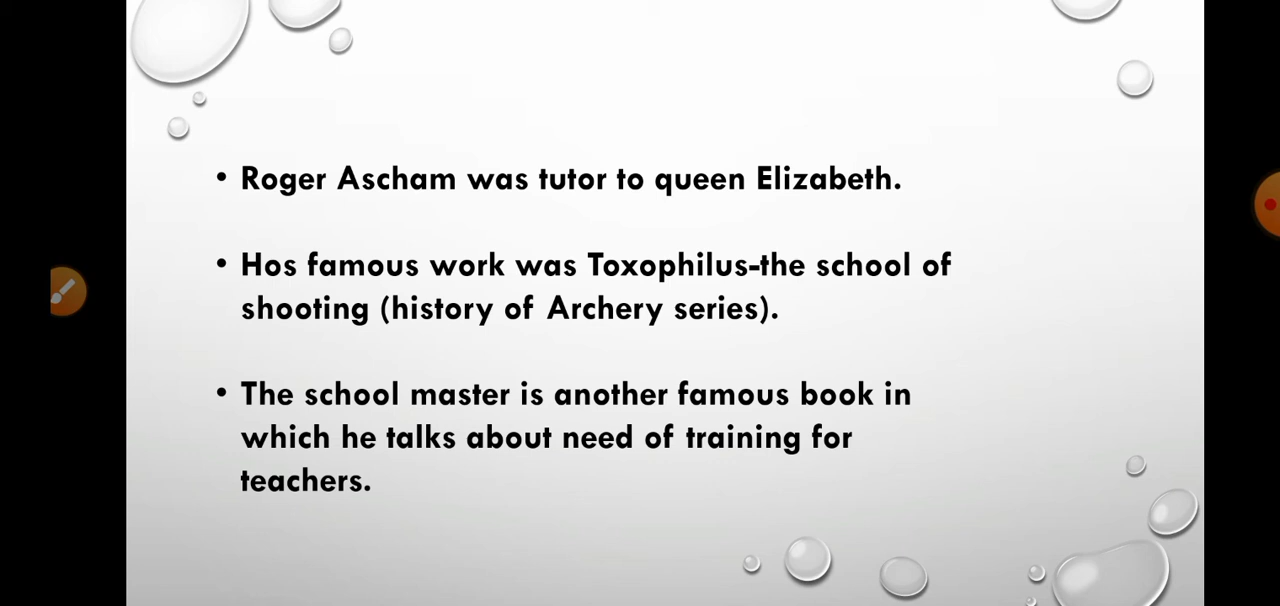 • Roger Ascham was tutor to queen Elizabeth.
• Hos famous work was Toxophilus-the school of
shooting (history of Archery series).
• The school master is another famous book in
which he talks about need of training for
teachers.